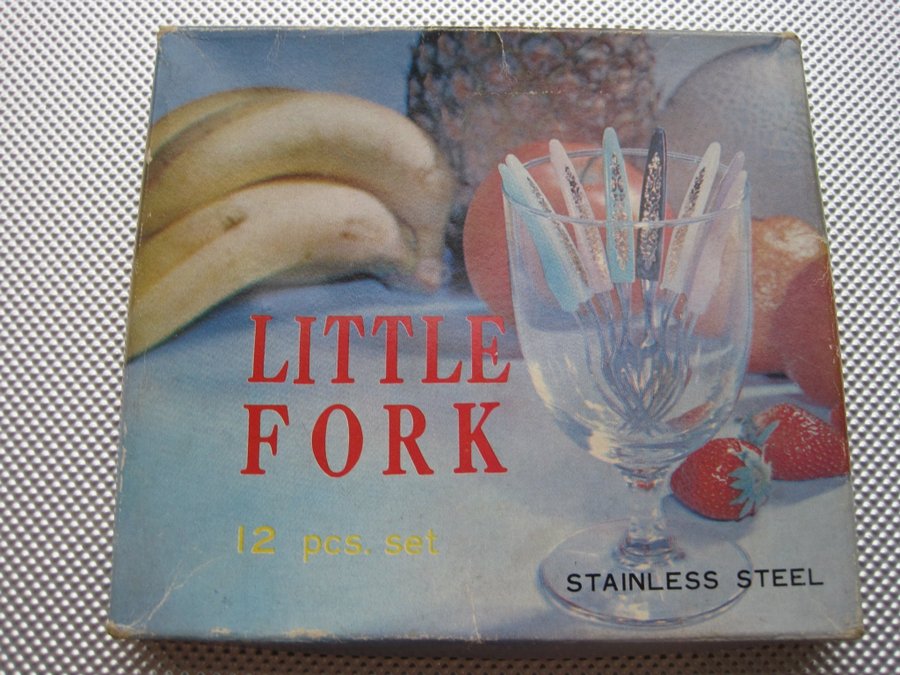 LITTLE
FORK
12 pcs. set
STAINLESS STEEL